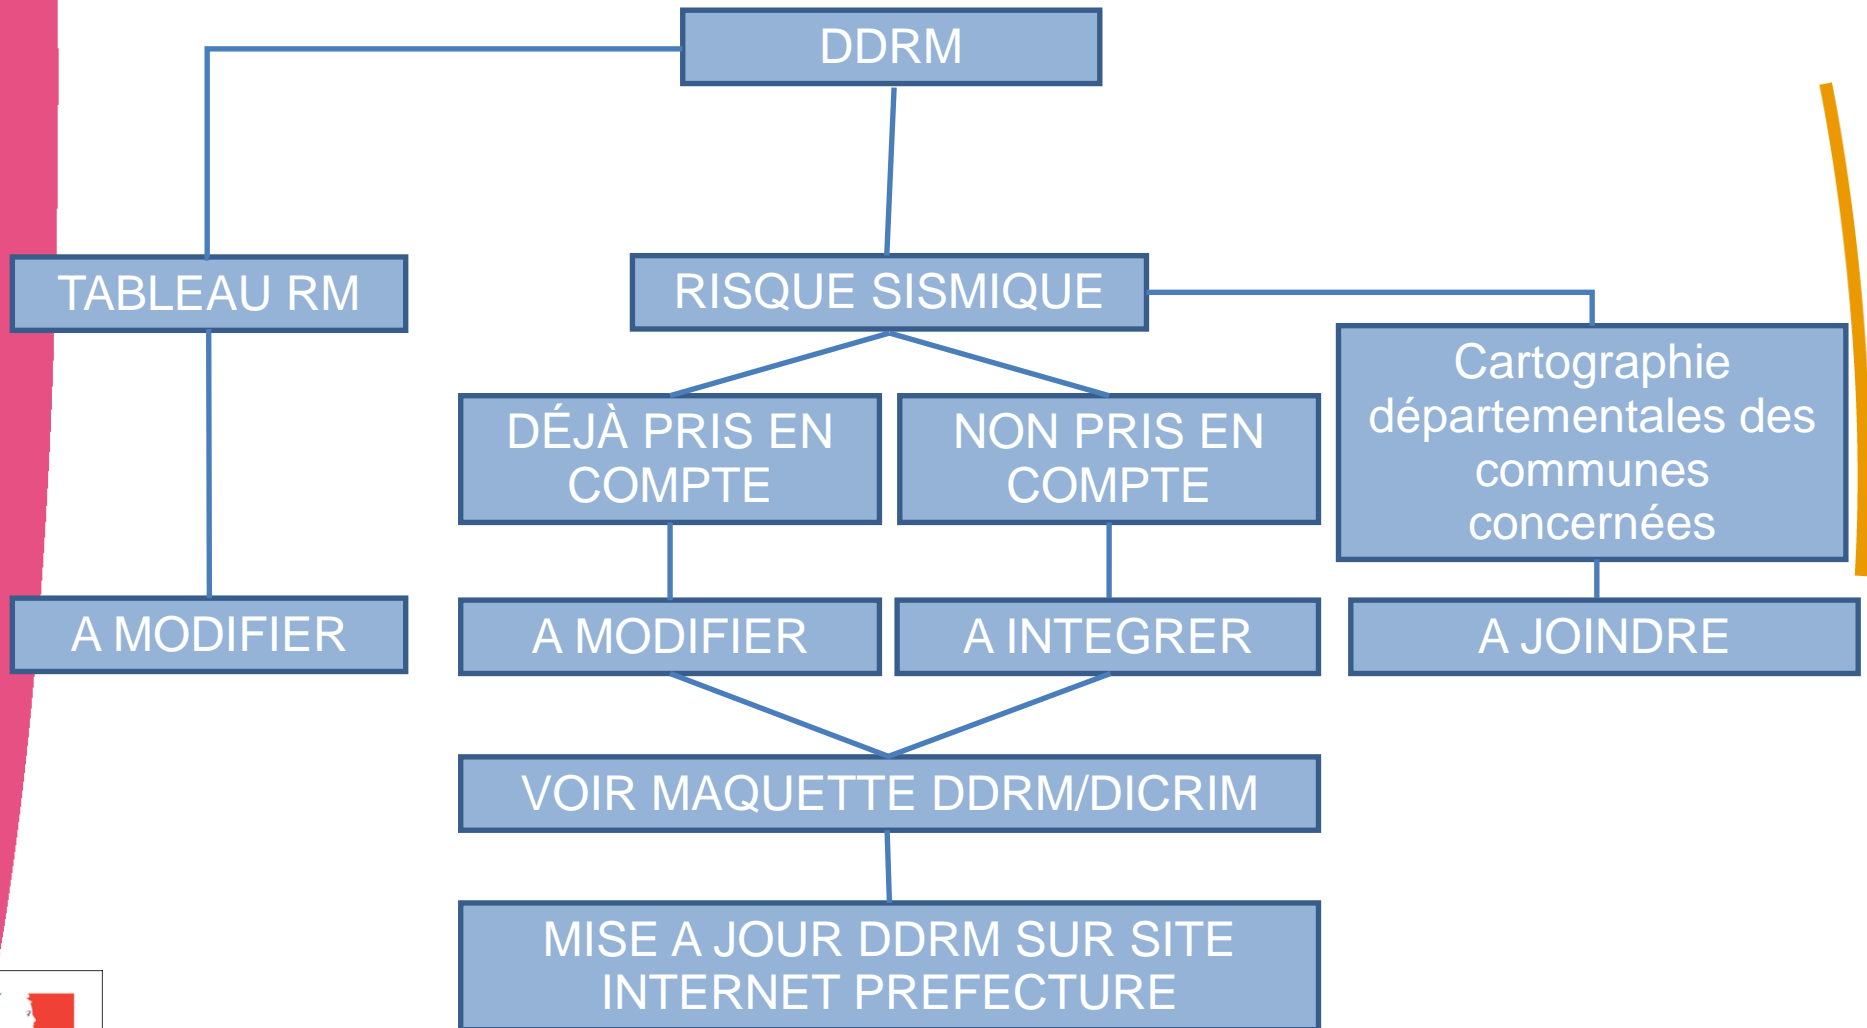 DDRM
TABLEAU RM
RISQUE SISMIQUE
Cartographie
départementales des
communes
concernées
DÉJÀ PRIS EN
COMPTE
NON PRIS EN
COMPTE
A MODIFIER
A MODIFIER
A INTEGRER
A JOINDRE
VOIR MAQUETTE DDRM/DICRIM
MISE A JOUR DDRM SUR SITE
INTERNET PREFECTURE